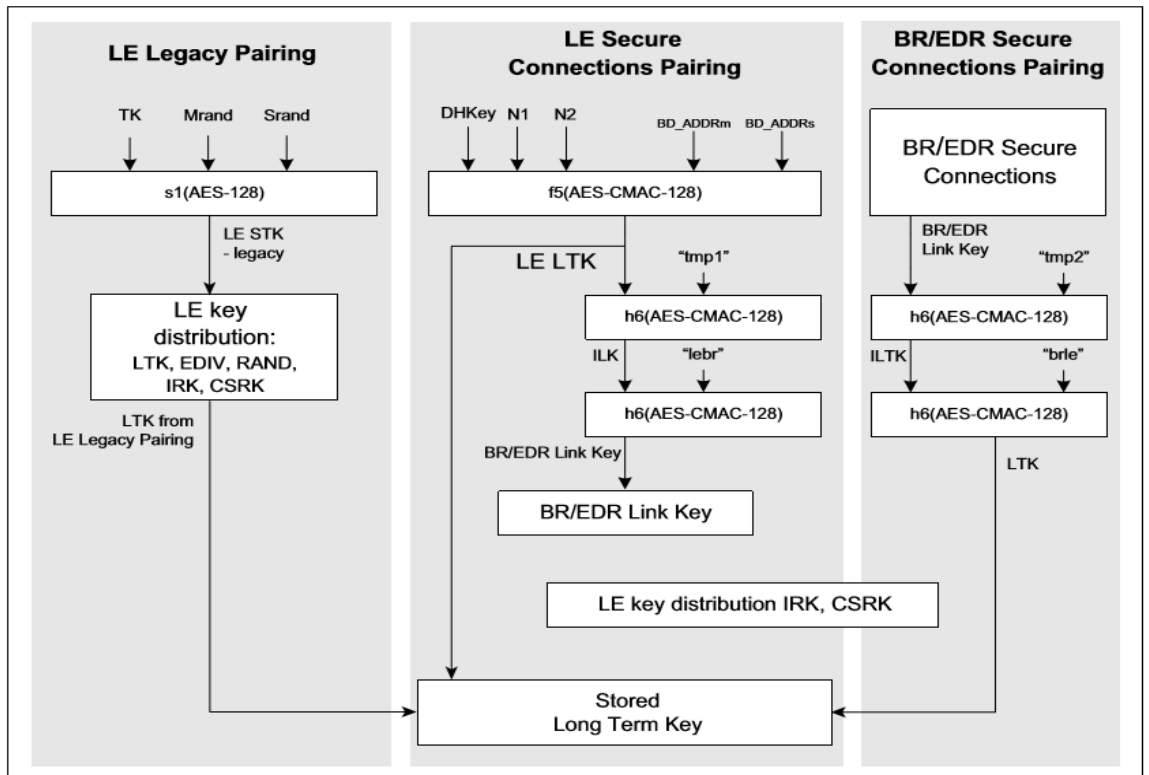 LE Legacy Pairing
TK
Mrand
Srand
s1(AES-128)
LE STK
- legacy
LE key
distribution:
LTK, EDIV, RAND,
IRK, CSRK
LTK from
LE Legacy Pairing
LE Secure
Connections Pairing
DHKey
N1
N2
BD_ADDRm
BD_ADDRs
f5(AES-CMAC-128)
LE LTK
“tmp1”
h6(AES-CMAC-128)
ILK
“lebr”
h6(AES-CMAC-128)
BR/EDR Link Key
BR/EDR Link Key
BR/EDR Secure
Connections Pairing
BR/EDR Secure
Connections
BR/EDR
Link Key
“tmp2”
h6(AES-CMAC-128)
ILTK
“brle”
h6(AES-CMAC-128)
LTK
LE key distribution IRK, CSRK
Stored
Long Term Key